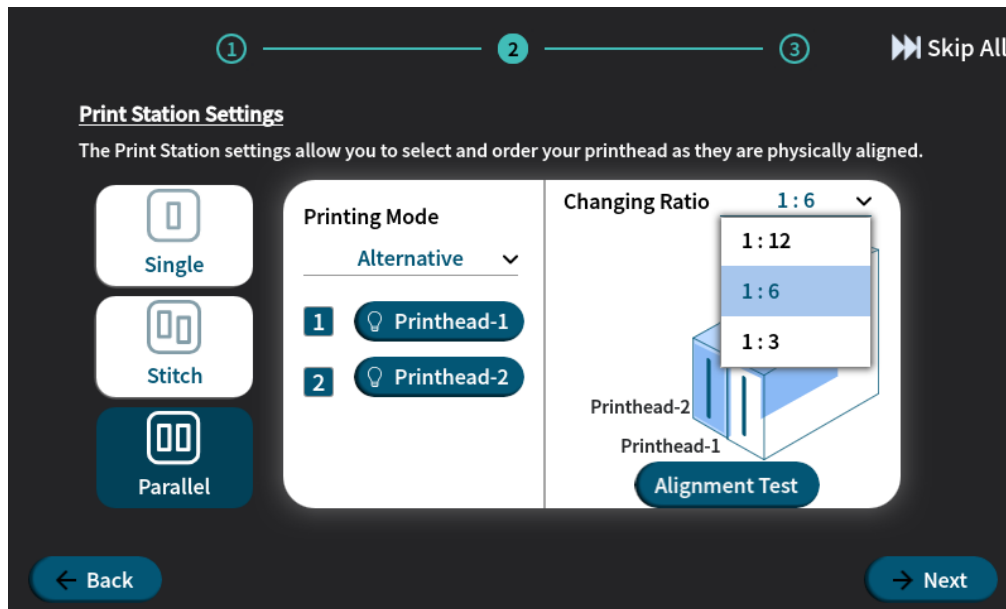 1
2
3
Skip All
Print Station Settings
The Print Station settings allow you to select and order your printhead as they are physically aligned.
Single
Stitch
Parallel
Printing Mode
Alternative
1 Printhead-1
2 Printhead-2
Changing Ratio 1 : 6
1 : 12
1 : 6
1 : 3
Printhead-2
Printhead-1
Alignment Test
Back
Next